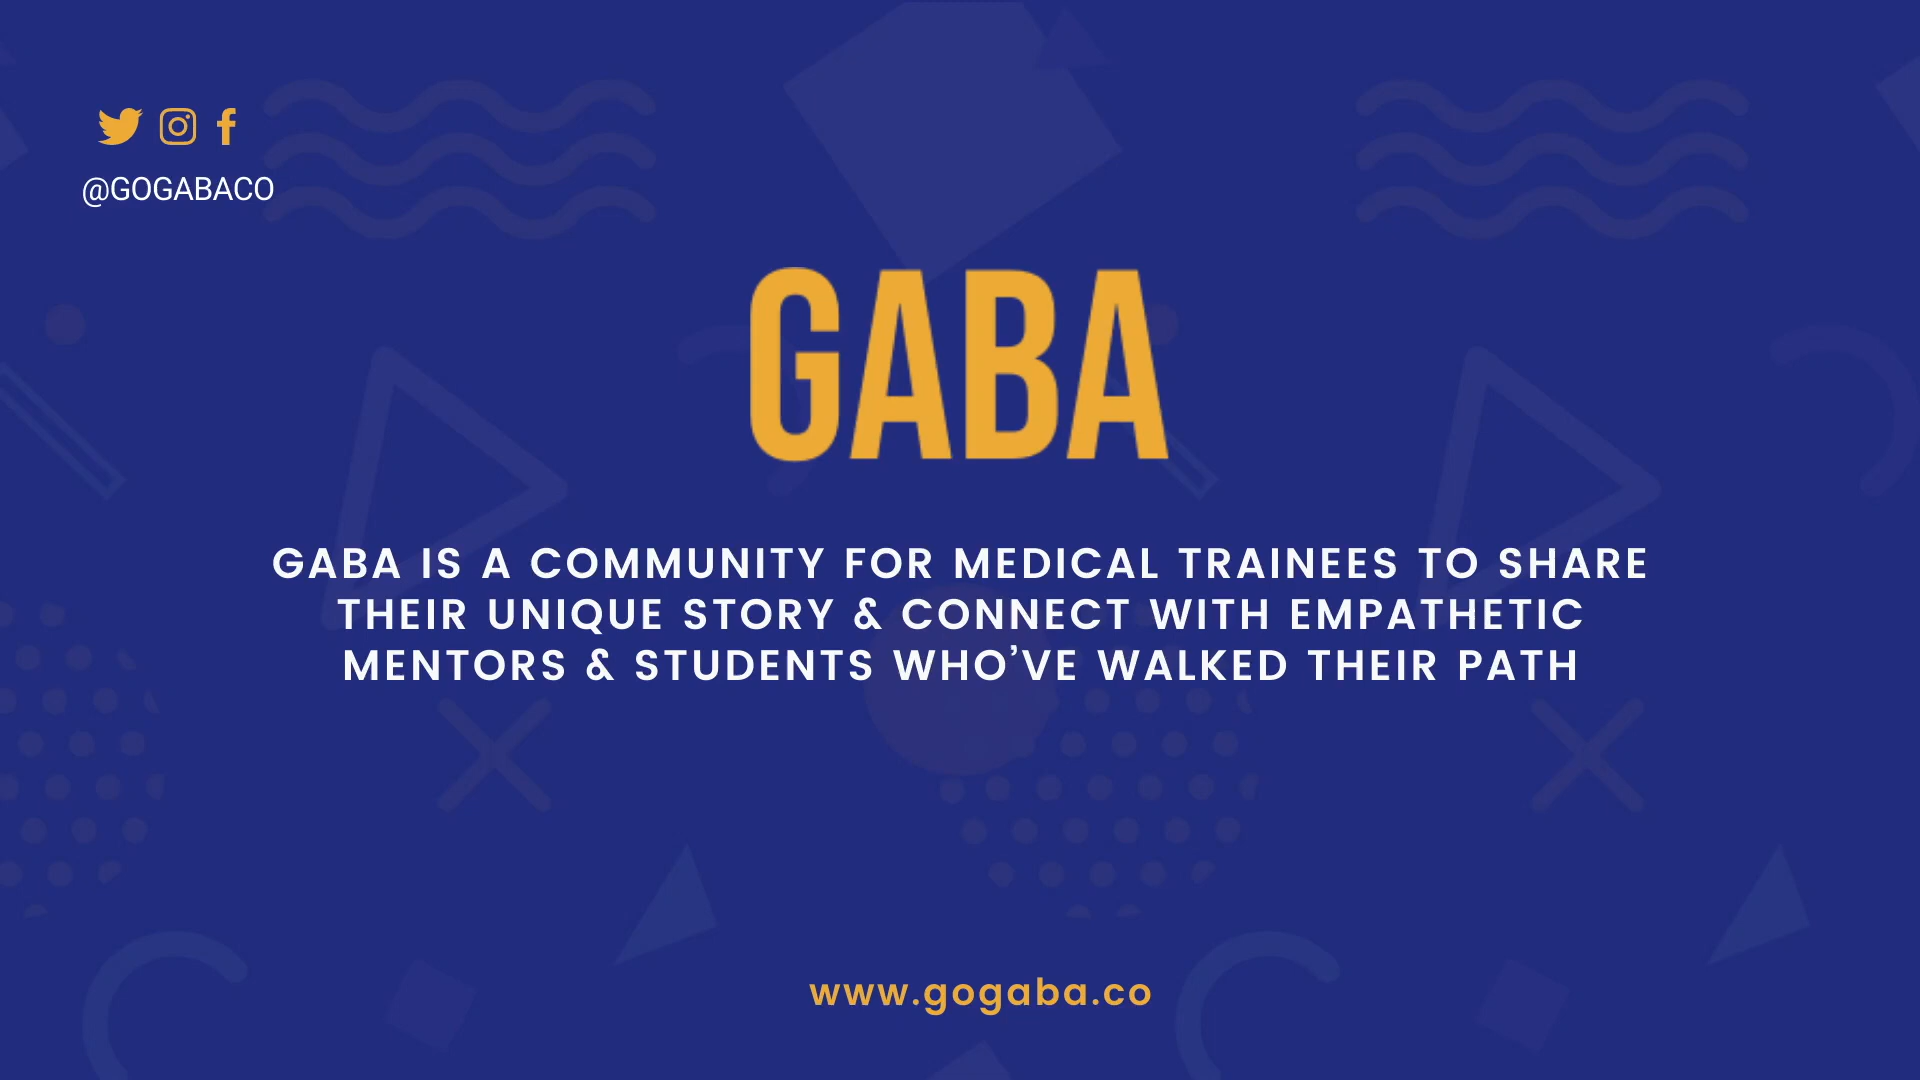 @GOGABACO
GABA
GABA IS A COMMUNITY FOR MEDICAL TRAINEES TO SHARE
THEIR UNIQUE STORY & CONNECT WITH EMPATHETIC
MENTORS & STUDENTS WHO’VE WALKED THEIR PATH
www.gogaba.co